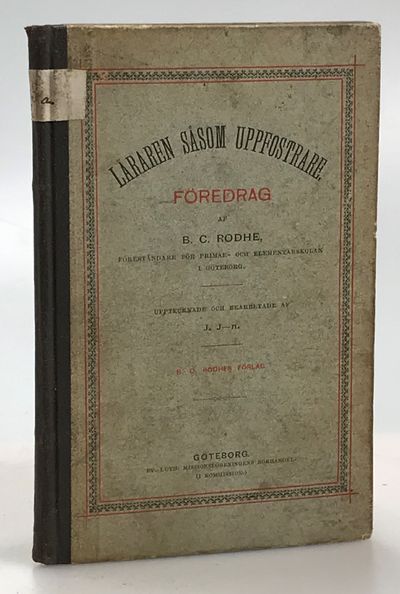 a
LÄRAREN SÅSOM UPPFOSTRARE.
FÖREDRAG
AF
B. C. RODHE,
FÖRESTÅNDARE FÖR PRIMAR- OCH ELEMENTARSKOLAN
I GÖTEBORG.
UPPTECKNADE OCH BEARBETADE AF
J. J—n.
B. C. RODHES FÖRLAG.
GÖTEBORG.
EV. LUTH. MISSIONSFÖRENINGENS BOKHANDEL.
(I KOMMISSION.)